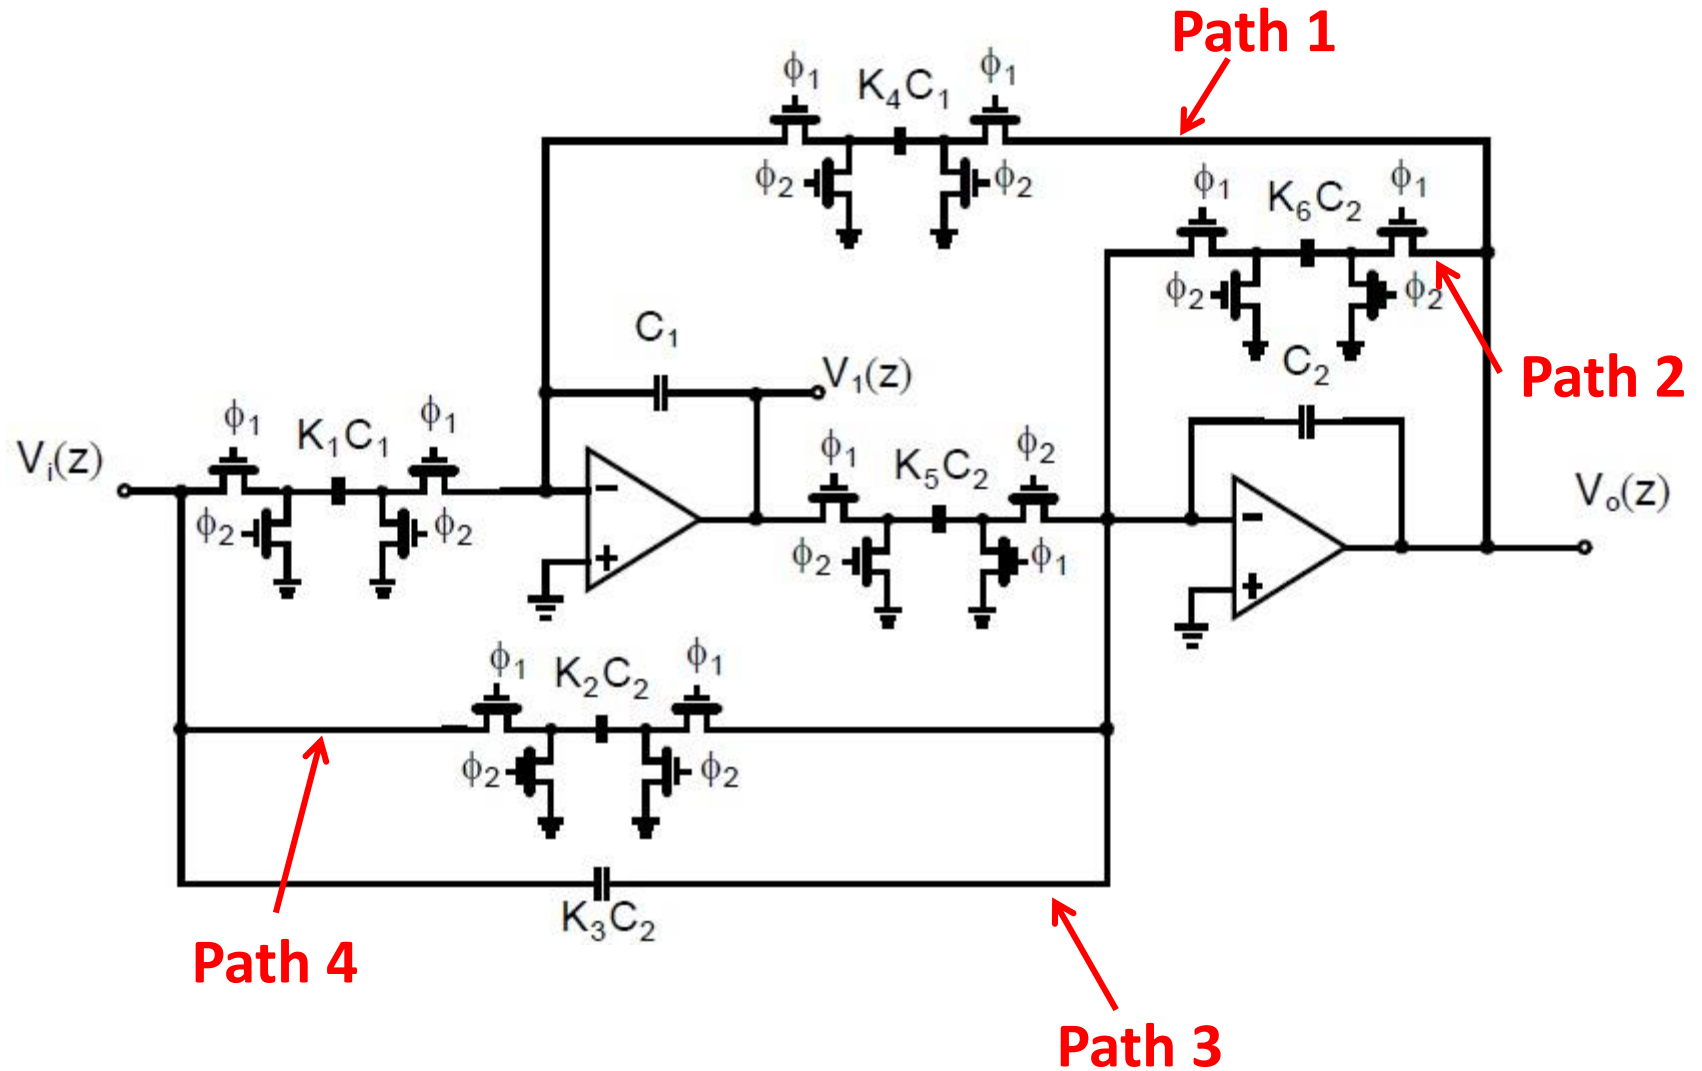 Path 1
ϕ1 K4C1 ϕ1
ϕ2 ϕ2
ϕ1 K6C2 ϕ1
ϕ2 ϕ2
C1
V1(z)
C2
Path 2
Vi(z)
ϕ1 K1C1 ϕ1
ϕ2 ϕ2
−
+
ϕ1 K5C2 ϕ2
ϕ2 ϕ1
−
+
Vo(z)
ϕ1 K2C2 ϕ1
ϕ2 ϕ2
K3C2
Path 4
Path 3